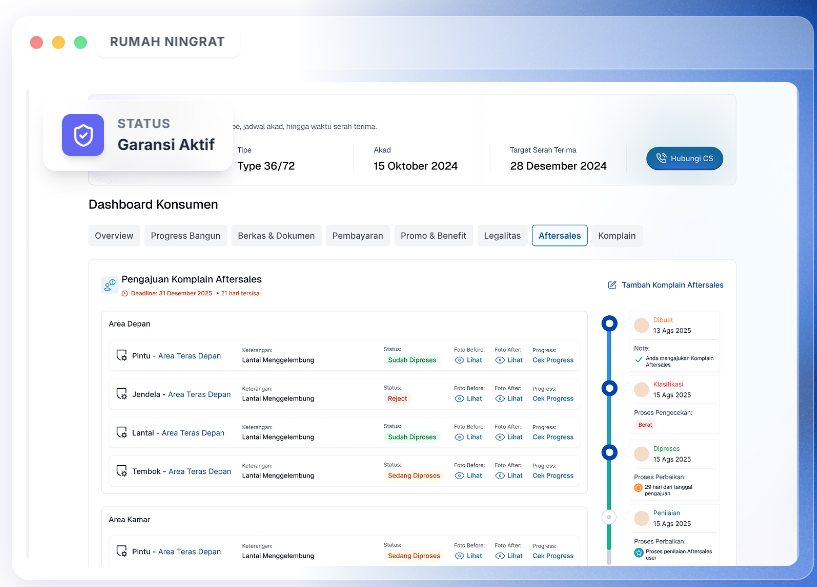 RUMAH NINGRAT
STATUS
Garansi Aktif
pe, jadwal akad, hingga waktu serah terima.
Tipe
Type 36/72
Akad
15 Oktober 2024
Target Serah Terima
28 Desember 2024
Hubungi CS
Dashboard Konsumen
Overview
Progress Bangun
Berkas & Dokumen
Pembayaran
Promo & Benefit
Legalitas
Aftersales
Komplain
Pengajuan Komplain Aftersales
Deadline: 31 Desember 2025 • 21 hari tersisa
Tambah Komplain Aftersales
Area Depan
Pintu - Area Teras Depan
Keterangan:
Lantai Menggelembung
Status:
Sudah Diproses
Foto Before:
Lihat
Foto After:
Lihat
Progress:
Cek Progress
Jendela - Area Teras Depan
Keterangan:
Lantai Menggelembung
Status:
Reject
Foto Before:
Lihat
Foto After:
Lihat
Progress:
Cek Progress
Lantai - Area Teras Depan
Keterangan:
Lantai Menggelembung
Status:
Sudah Diproses
Foto Before:
Lihat
Foto After:
Lihat
Progress:
Cek Progress
Tembok - Area Teras Depan
Keterangan:
Lantai Menggelembung
Status:
Sedang Diproses
Foto Before:
Lihat
Foto After:
Lihat
Progress:
Cek Progress
Area Kamar
Pintu - Area Teras Depan
Keterangan:
Lantai Menggelembung
Status:
Sedang Diproses
Foto Before:
Lihat
Foto After:
Lihat
Progress:
Cek Progress
Dibuat
13 Ags 2025
Note:
Anda mengajukan Komplain
Aftersales
Klasifikasi
15 Ags 2025
Proses Pengecekan:
Berat
Diproses
15 Ags 2025
Proses Perbaikan:
29 hari dari tanggal
pengajuan
Penilaian
15 Ags 2025
Proses Perbaikan:
Proses penilaian Aftersales
user